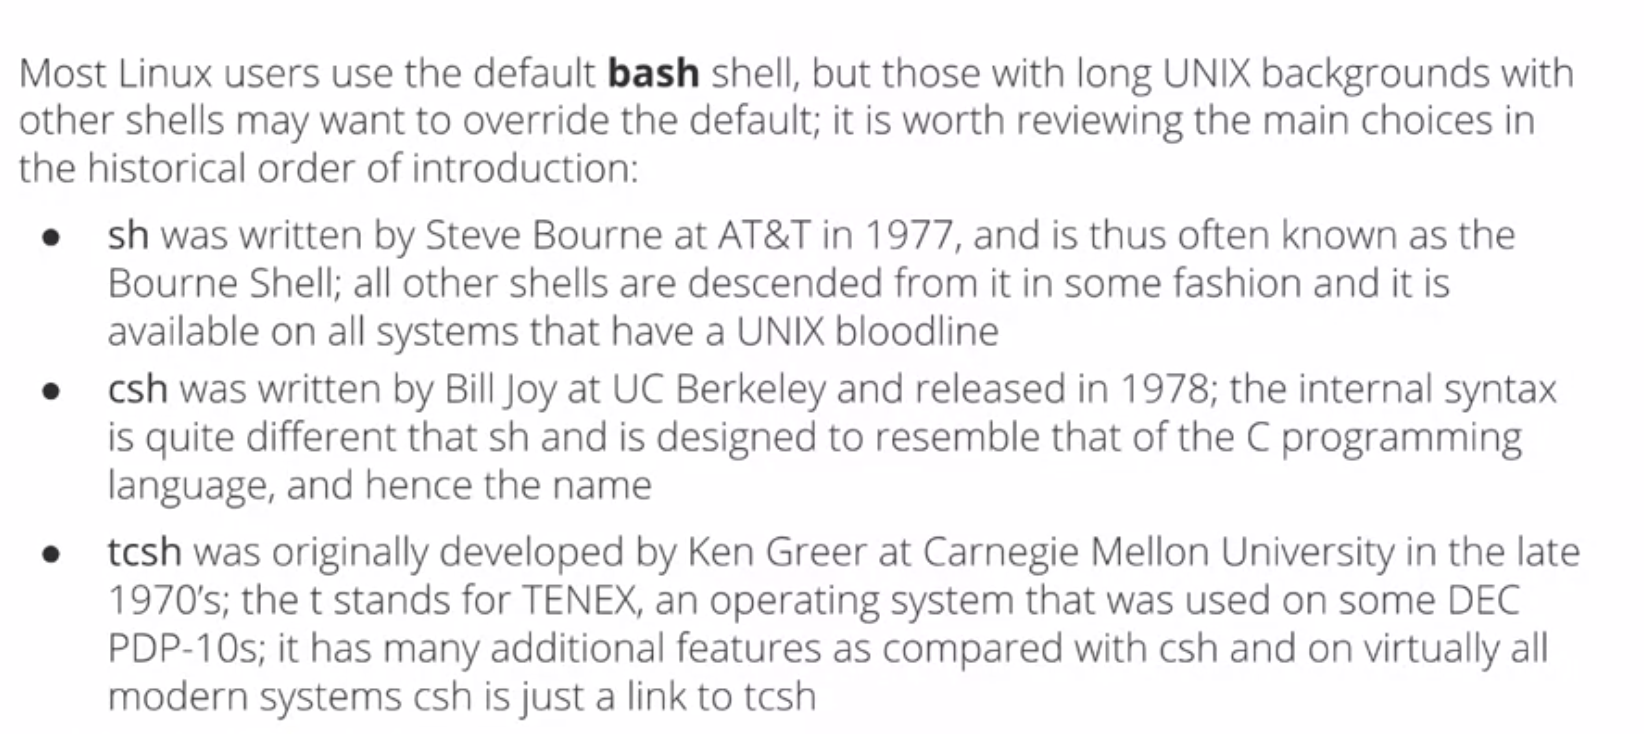 Most Linux users use the default bash shell, but those with long UNIX backgrounds with
other shells may want to override the default; it is worth reviewing the main choices in
the historical order of introduction:
● sh was written by Steve Bourne at AT&T in 1977, and is thus often known as the
Bourne Shell; all other shells are descended from it in some fashion and it is
available on all systems that have a UNIX bloodline
● csh was written by Bill Joy at UC Berkeley and released in 1978; the internal syntax
is quite different that sh and is designed to resemble that of the C programming
language, and hence the name
● tcsh was originally developed by Ken Greer at Carnegie Mellon University in the late
1970's; the t stands for TENEX, an operating system that was used on some DEC
PDP-10s; it has many additional features as compared with csh and on virtually all
modern systems csh is just a link to tcsh